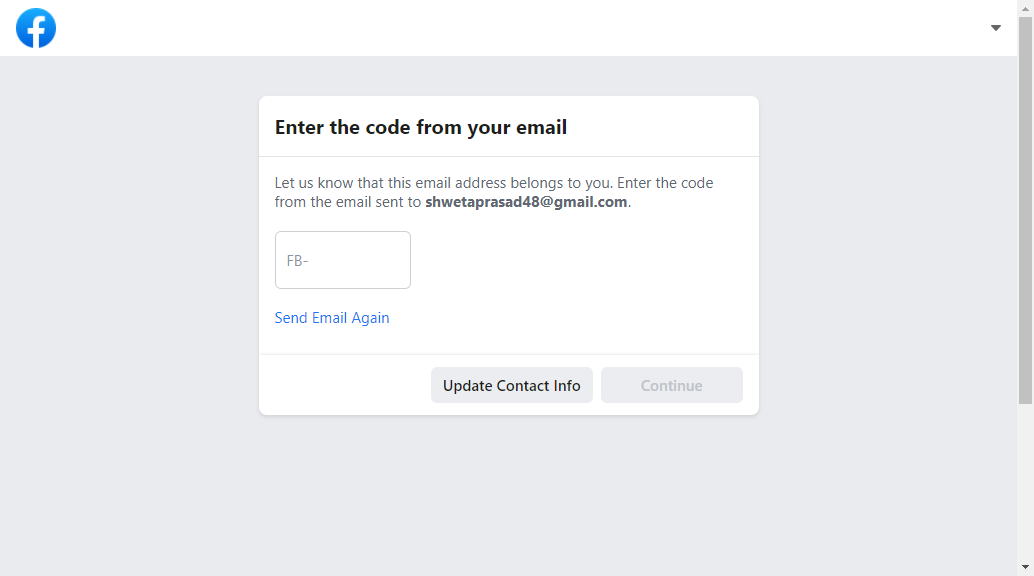 Enter the code from your email
Let us know that this email address belongs to you. Enter the code
from the email sent to shwetaprasad48@gmail.com.
FB-
Send Email Again
Update Contact Info
Continue